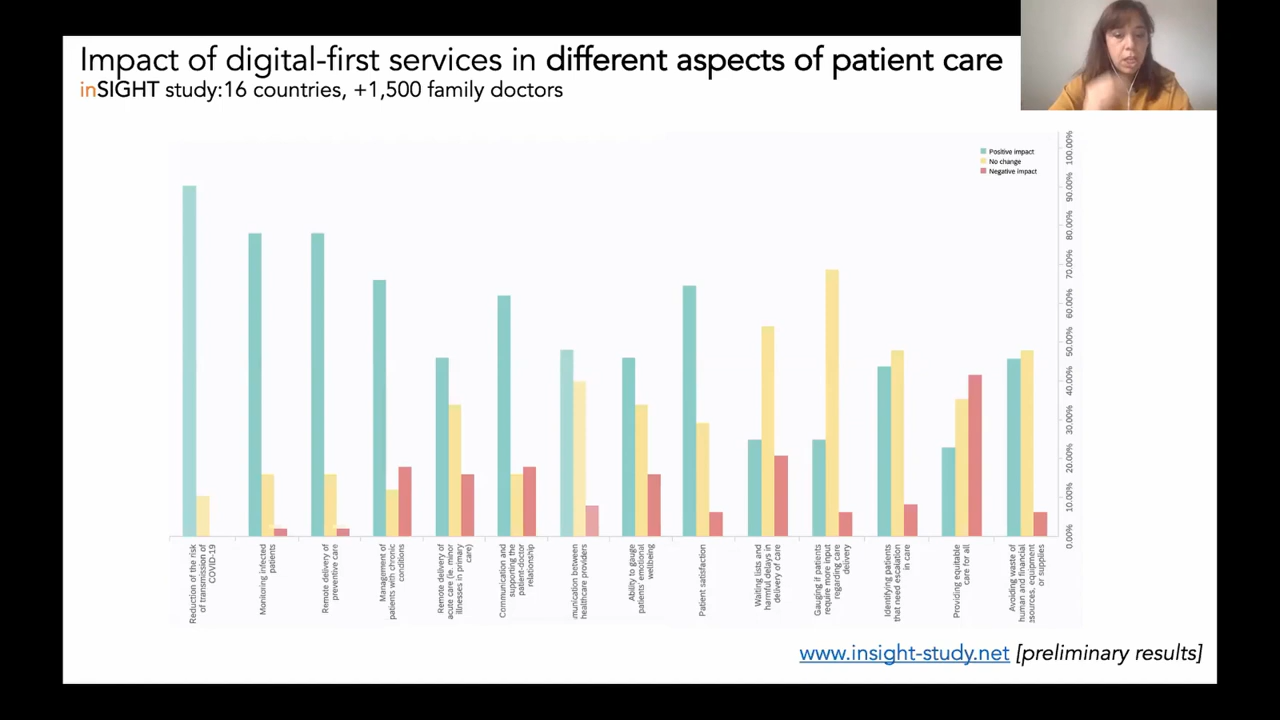 Impact of digital-first services in different aspects of patient care
inSIGHT study:16 countries, +1,500 family doctors
Positive impact
No change
Negative impact
100.00%
90.00%
80.00%
70.00%
60.00%
50.00%
40.00%
30.00%
20.00%
10.00%
0.00%
Reduction of the risk
of transmission of
COVID-19
Monitoring infected
patients
Remote delivery of
preventive care
Management of
patients with chronic
conditions
Remote delivery of
acute care (ie. minor
illnesses in primary
care)
Communication and
supporting the
patient-doctor
relationship
munication between
healthcare providers
Ability to gauge
patients' emotional
wellbeing
Patient satisfaction
Waiting lists and
harmful delays in
delivery of care
Gauging if patients
require more input
regarding care
delivery
Identifying patients
that need escalation
in care
Providing equitable
care for all
Avoiding waste of
human and financial
sources, equipment
or supplies
www.insight-study.net [preliminary results]